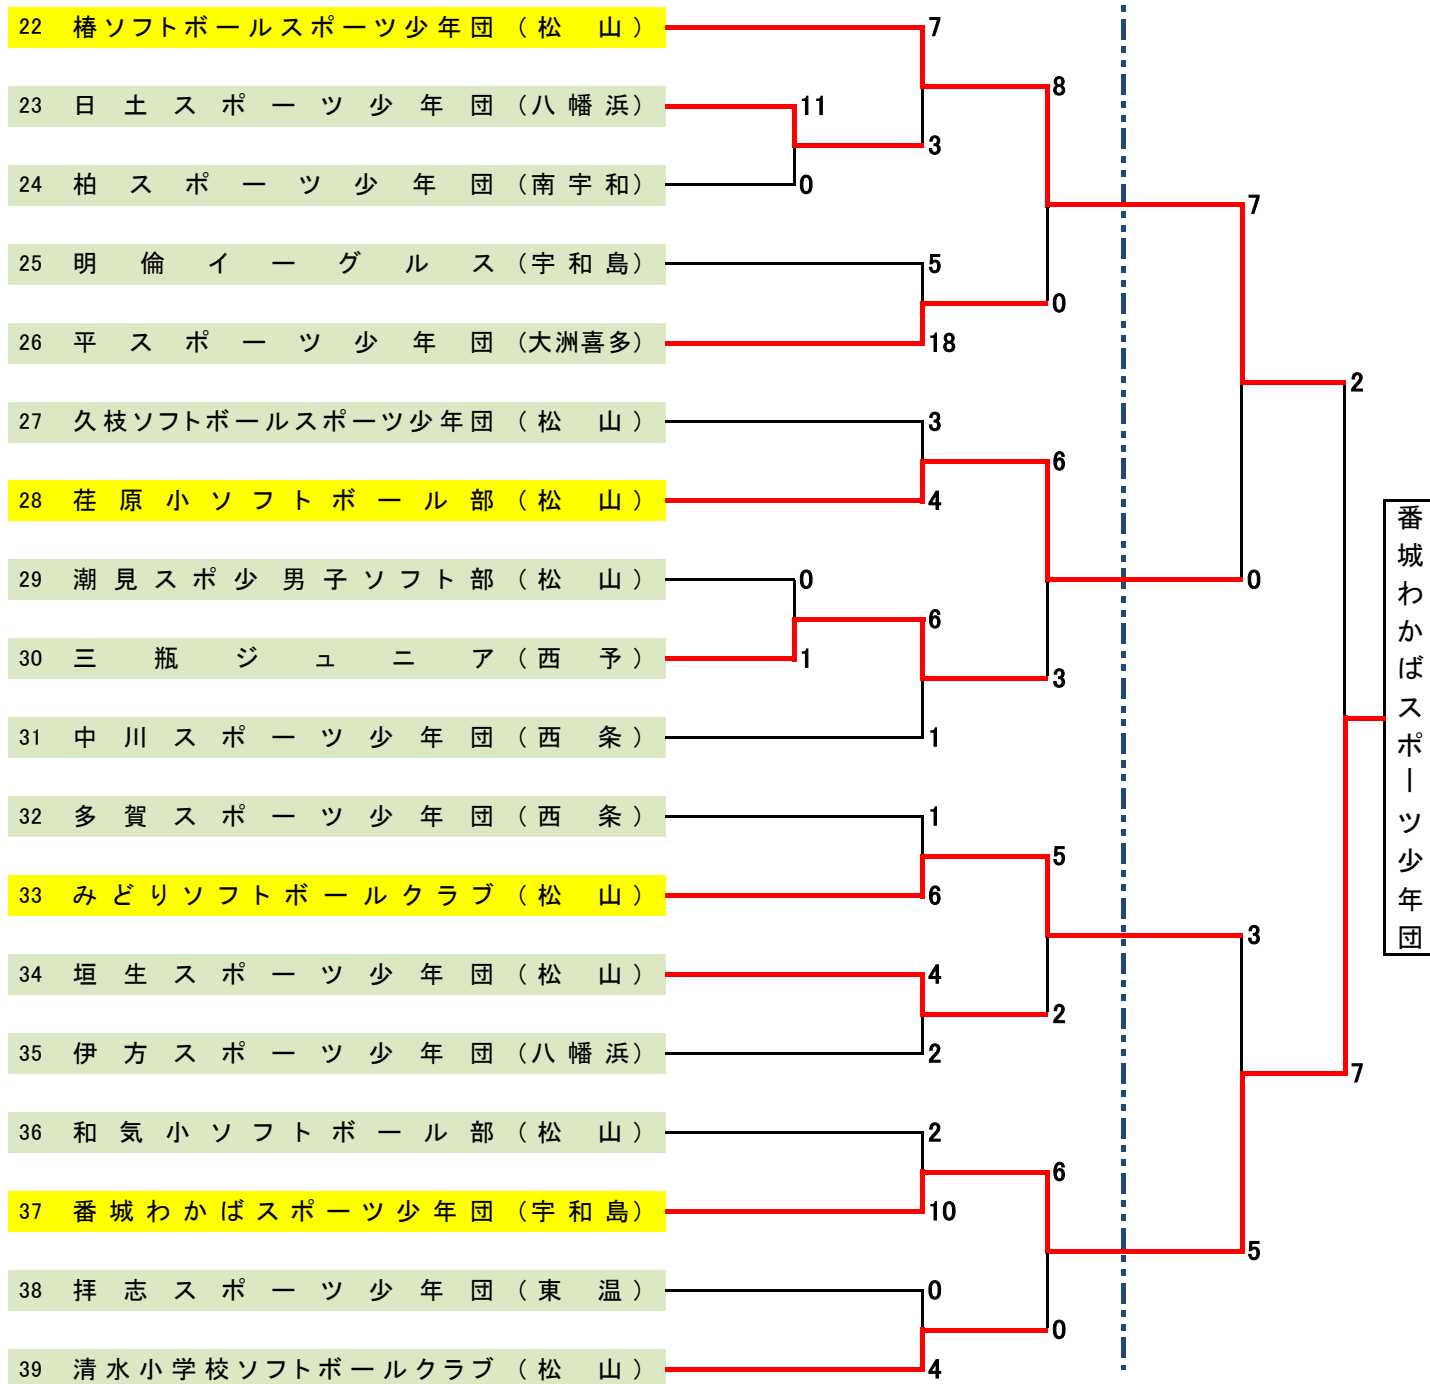 22 椿ソフトボールスポーツ少年団（松山） 7
8
23 日土スポーツ少年団（八幡浜） 11
3
24 柏スポーツ少年団（南宇和） 0
7
25 明倫イーグルス（宇和島） 5
0
26 平スポーツ少年団（大洲喜多） 18
2
27 久枝ソフトボールスポーツ少年団（松山） 3
6
28 荏原小ソフトボール部（松山） 4
29 潮見スポ少男子ソフト部（松山） 0
0
6
30 三瓶ジュニア（西予） 1
3
31 中川スポーツ少年団（西条） 1
32 多賀スポーツ少年団（西条） 1
5
33 みどりソフトボールクラブ（松山） 6
3
34 垣生スポーツ少年団（松山） 4
2
35 伊方スポーツ少年団（八幡浜） 2
7
36 和気小ソフトボール部（松山） 2
6
37 番城わかばスポーツ少年団（宇和島） 10
5
38 拝志スポーツ少年団（東温） 0
0
39 清水小学校ソフトボールクラブ（松山） 4
番城わかばスポーツ少年団